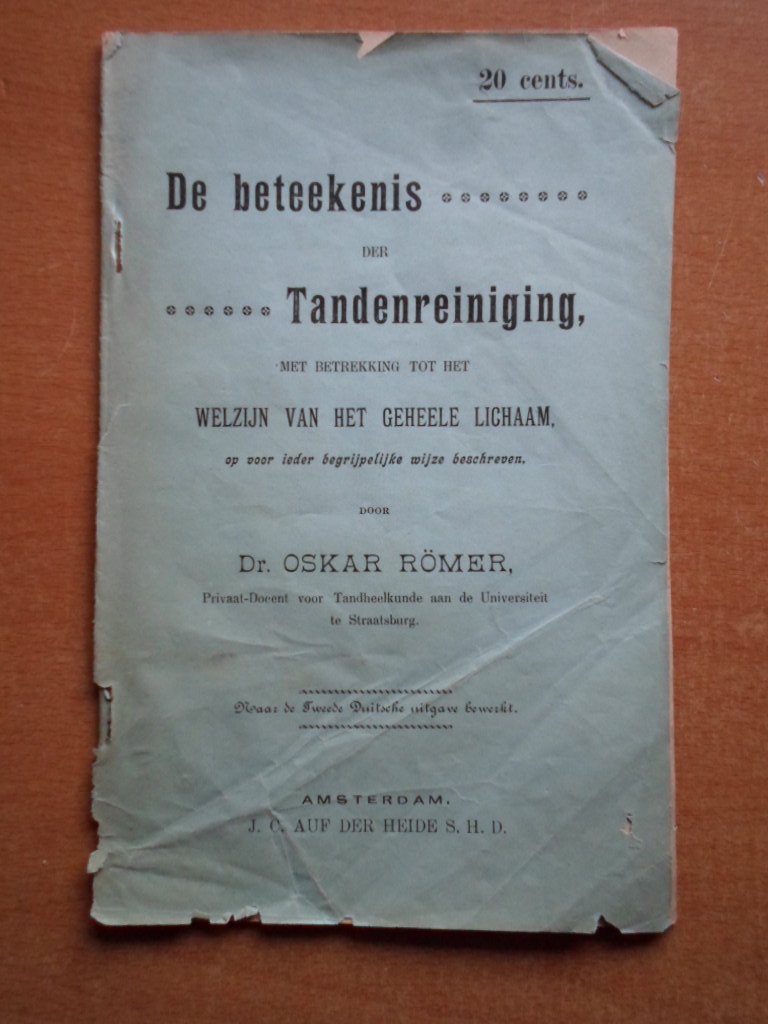 20 cents.
De beteekenis
DER
Tandenreiniging,
MET BETREKKING TOT HET
WELZIJN VAN HET GEHEELE LICHAAM,
op voor ieder begrijpelijke wijze beschreven,
DOOR
Dr. OSKAR RÖMER,
Privaat-Docent voor Tandheelkunde aan de Universiteit
te Straatsburg.
Naar de Tweede Duitsche uitgave bewerkt.
AMSTERDAM.
J. C. AUF DER HEIDE S. H. D.